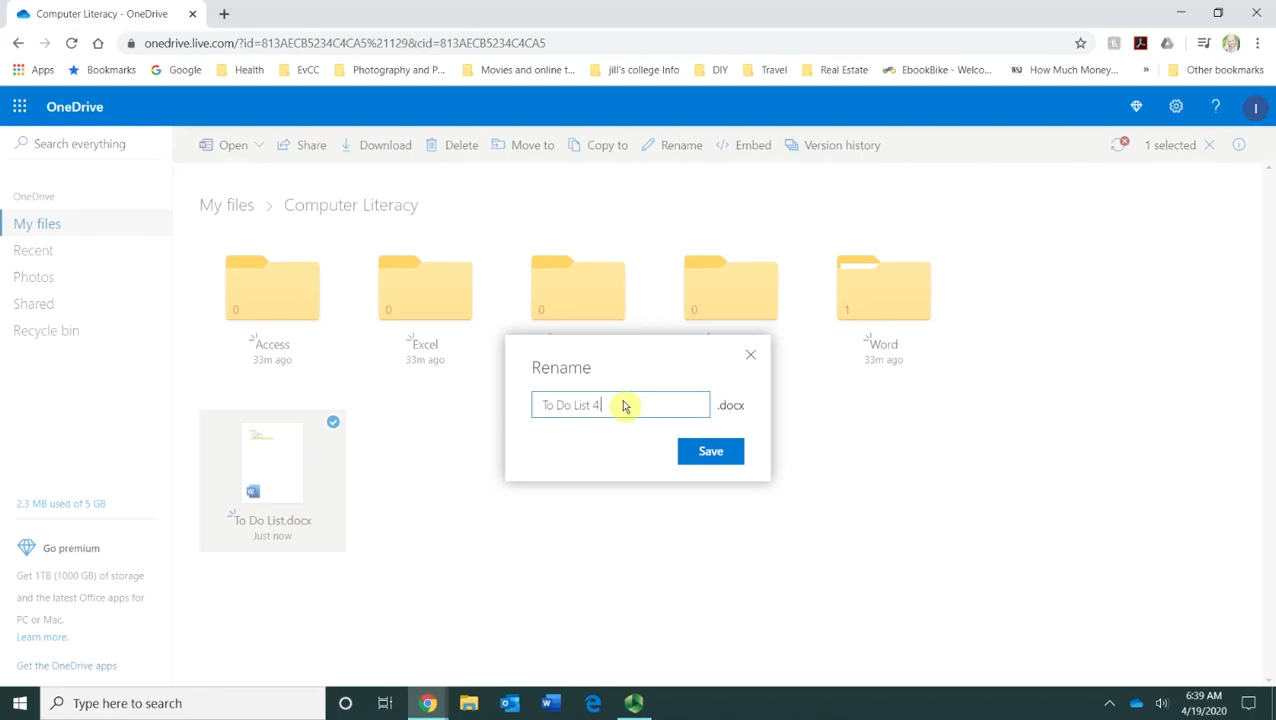 Computer Literacy - OneDrive
onedrive.live.com/?id=813AECB5234C4CA5%21129&cid=813AECB5234C4CA5
Apps Bookmarks Google Health EvCC Photography and P... Movies and online t... jill's college Info DIY Travel Real Estate EbookBike - Welco... WSJ How Much Money... » Other bookmarks
OneDrive ? I
Search everything Open Share Download Delete Move to Copy to Rename Embed Version history 1 selected
OneDrive
My files
Recent
Photos
Shared
Recycle bin
2.3 MB used of 5 GB
Go premium
Get 1TB (1000 GB) of storage
and the latest Office apps for
PC or Mac.
Learn more.
Get the OneDrive apps
My files > Computer Literacy
0 0 0 0 1
Access Excel Word
33m ago 33m ago 33m ago
To Do List.docx
Just now
Rename
To Do List 4 .docx
Save
Type here to search
6:39 AM
4/19/2020